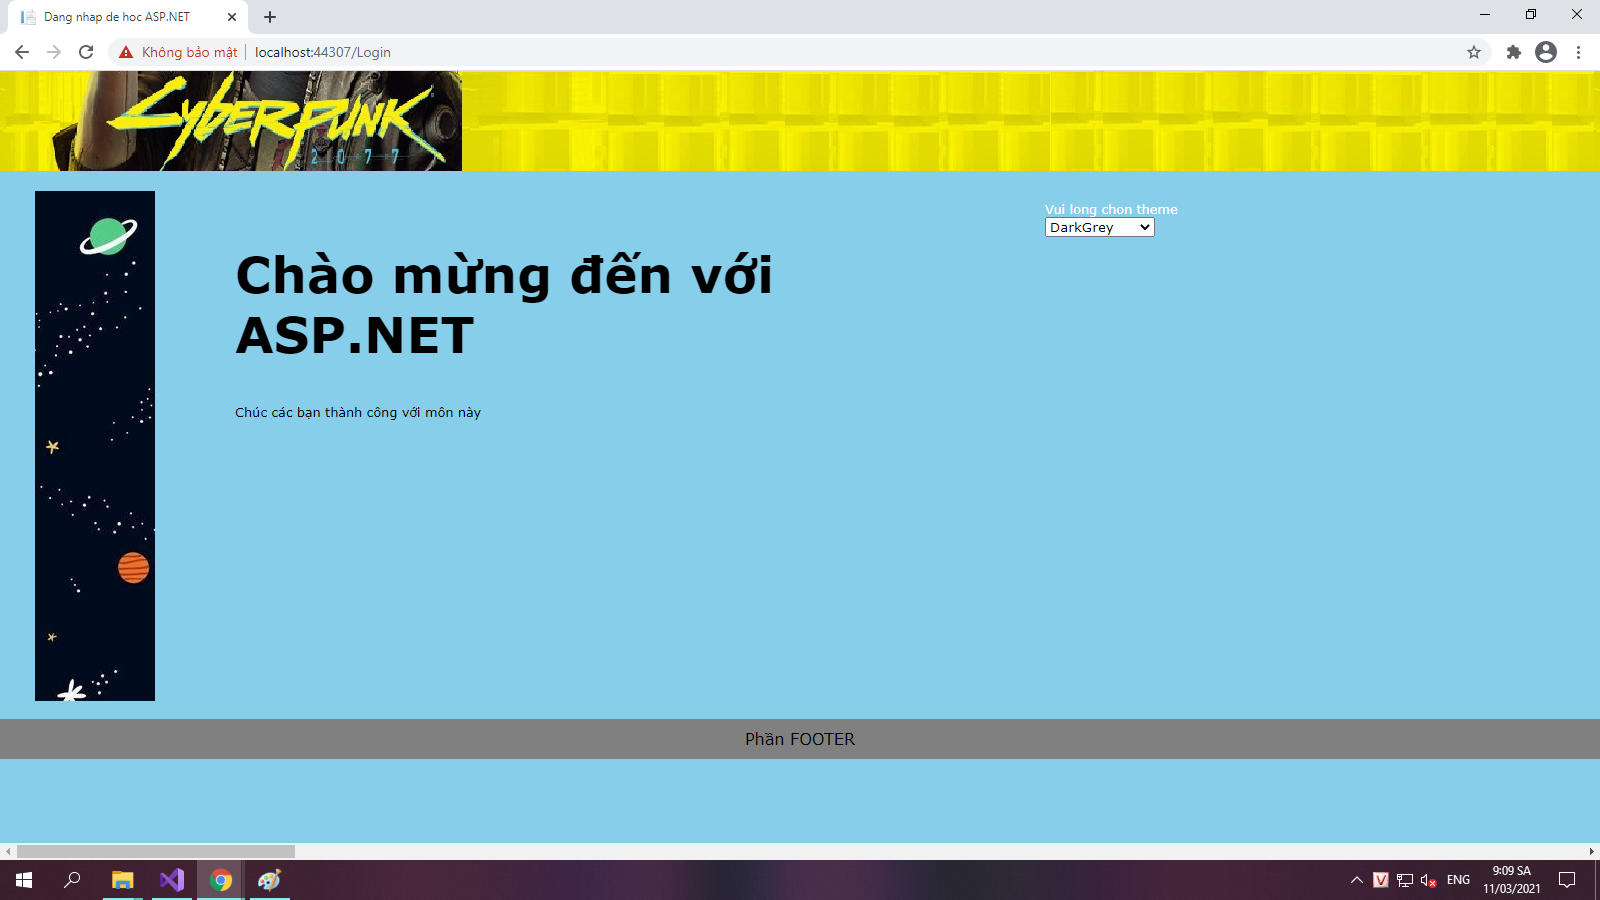 Dang nhap de hoc ASP.NET
Không bảo mật
localhost:44307/Login
Cyberpunk
2077
Vui long chon theme
DarkGrey
Chào mừng đến với
ASP.NET
Chúc các bạn thành công với môn này
Phần FOOTER
V
ENG
9:09 SA
11/03/2021